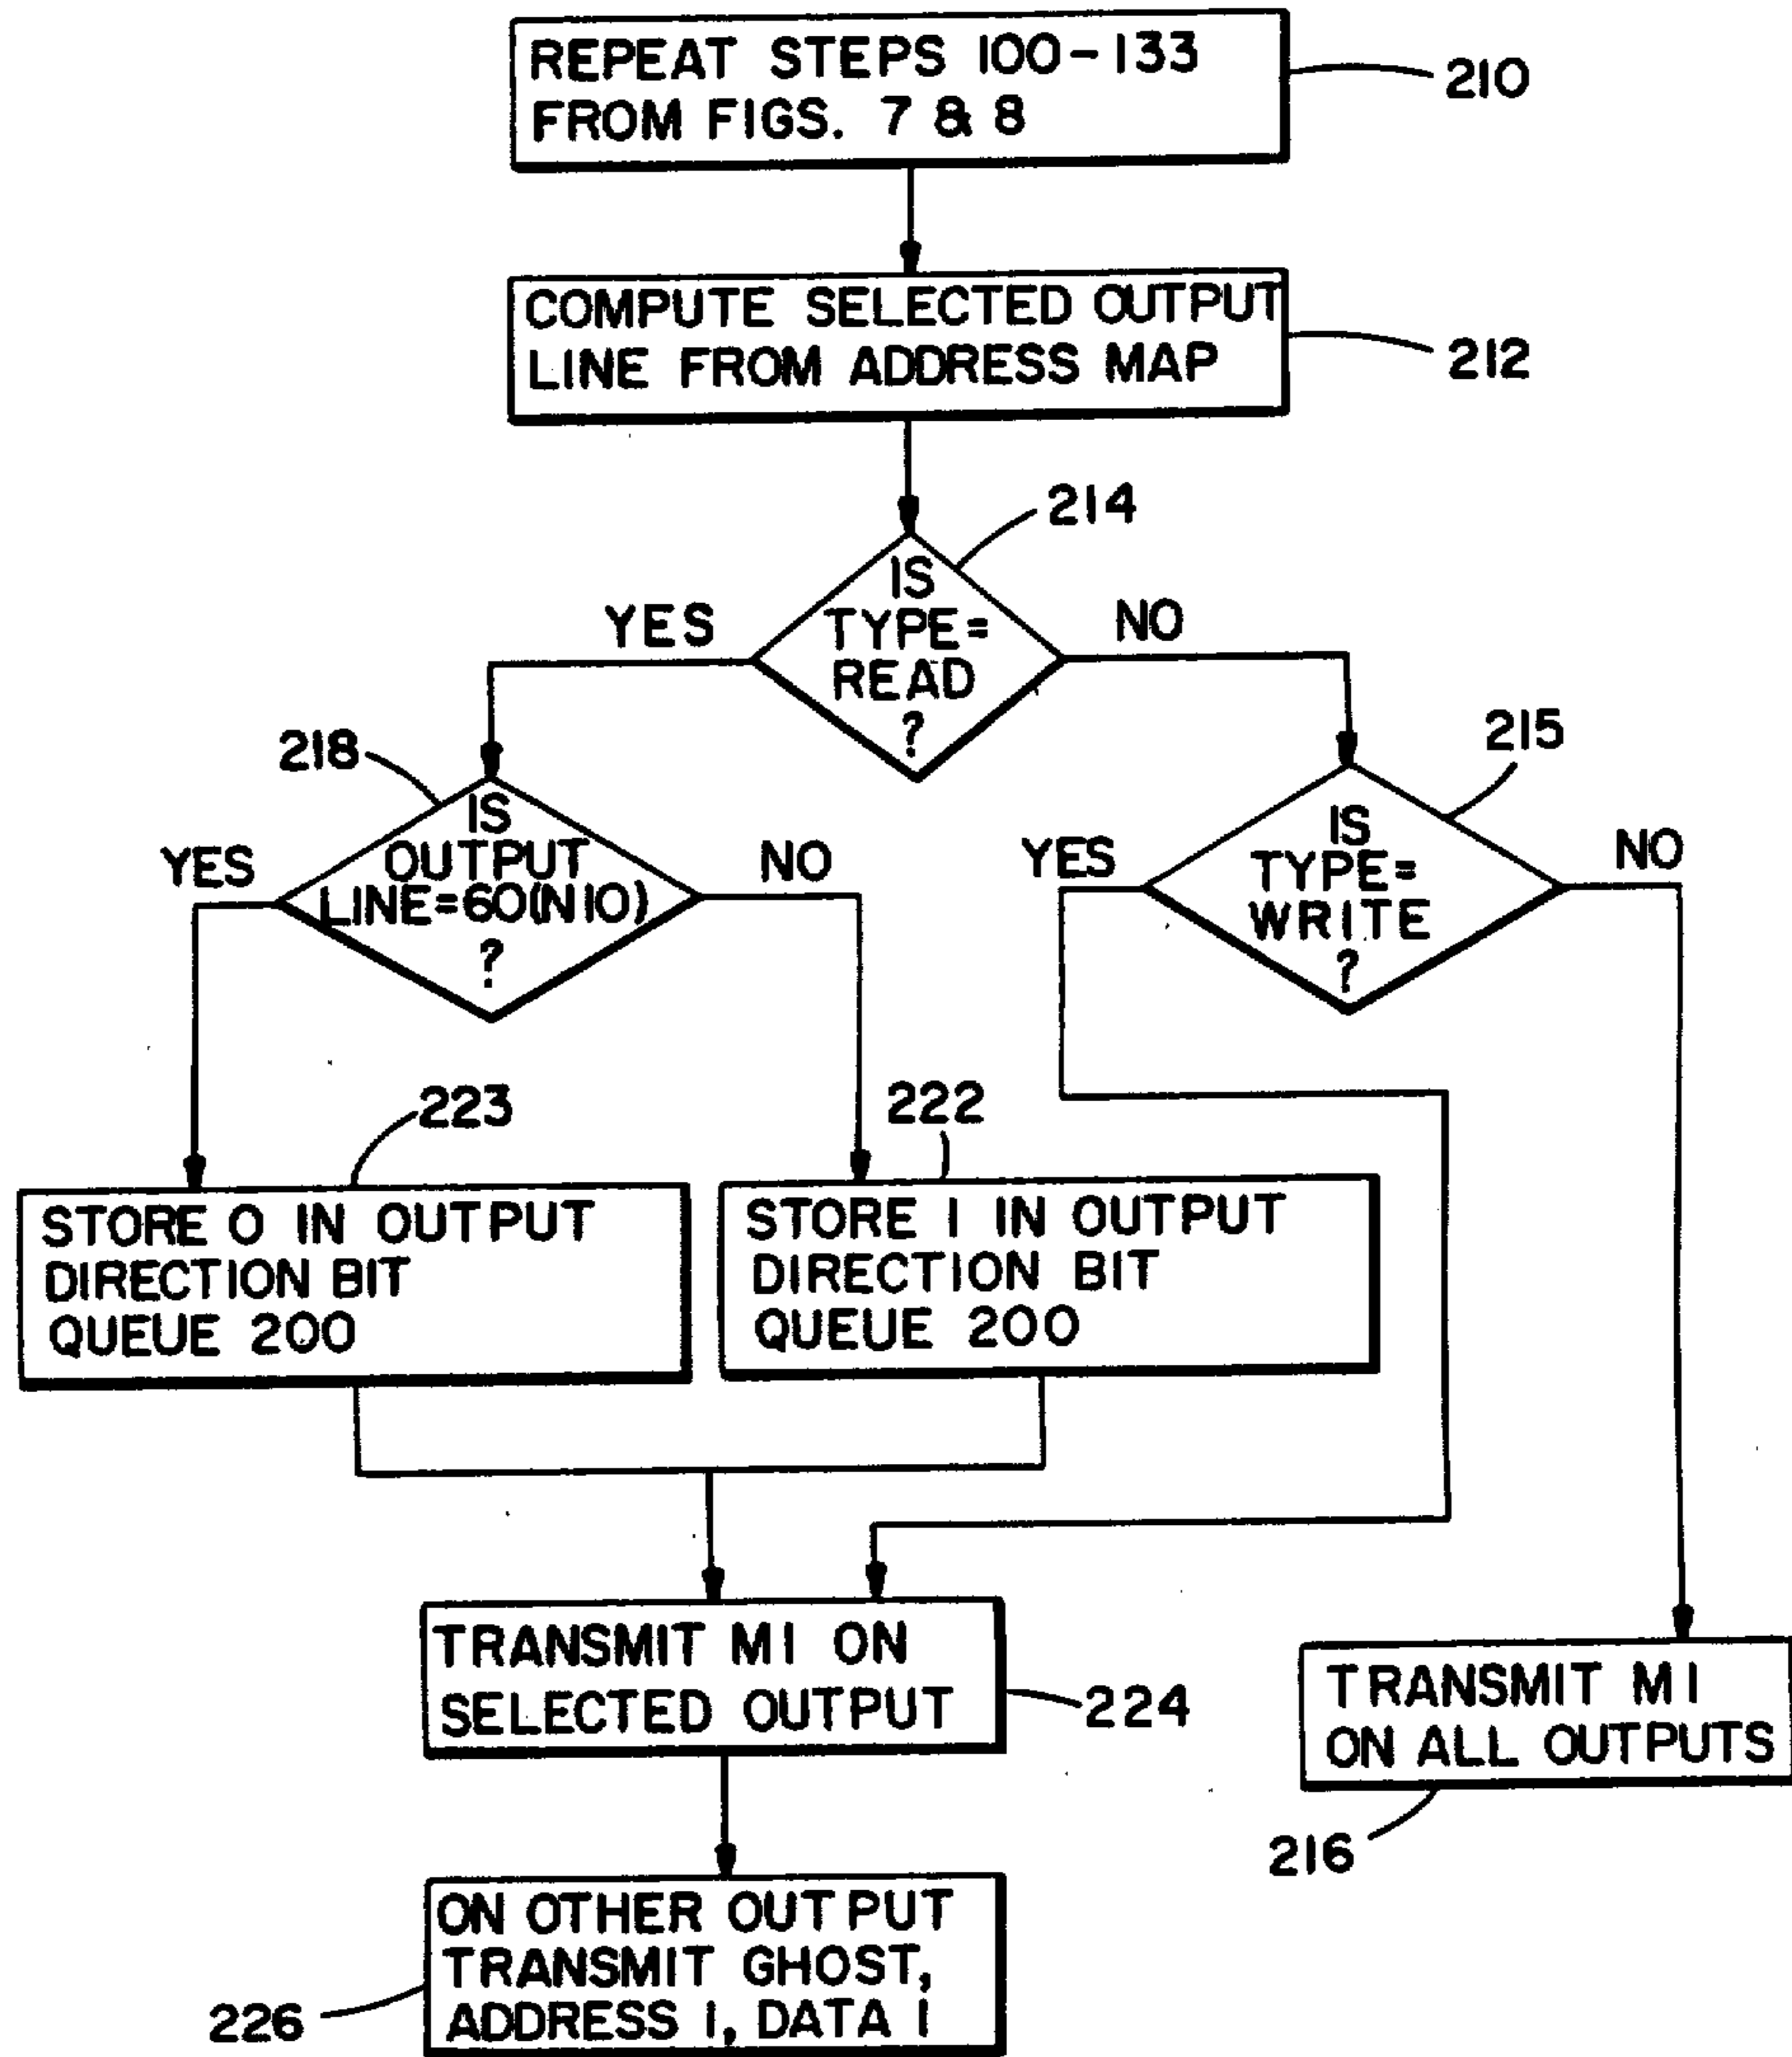 REPEAT STEPS 100-133
FROM FIGS. 7 & 8
210
COMPUTE SELECTED OUTPUT
LINE FROM ADDRESS MAP
212
214
IS
TYPE=
READ
?
YES
NO
218
IS
OUTPUT
LINE=60(N10)
?
YES
NO
215
IS
TYPE=
WRITE
?
YES
NO
223
STORE 0 IN OUTPUT
DIRECTION BIT
QUEUE 200
222
STORE 1 IN OUTPUT
DIRECTION BIT
QUEUE 200
TRANSMIT M1 ON
SELECTED OUTPUT
224
TRANSMIT M1
ON ALL OUTPUTS
216
ON OTHER OUTPUT
TRANSMIT GHOST,
ADDRESS 1, DATA 1
226